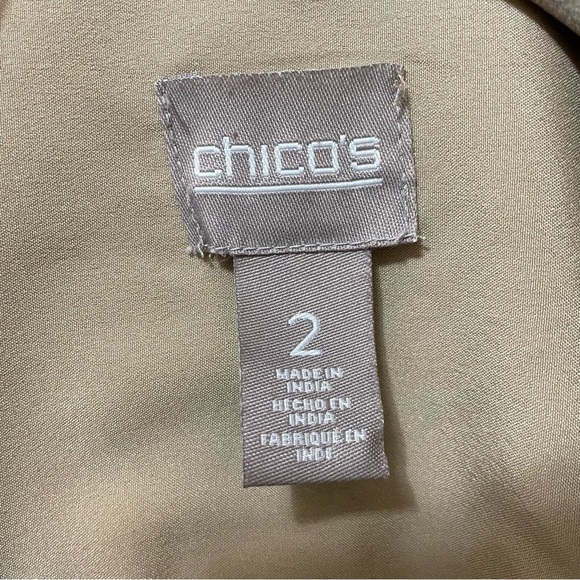 chico's
2
MADE IN
INDIA
HECHO EN
INDIA
FABRIQUÉ EN
INDE